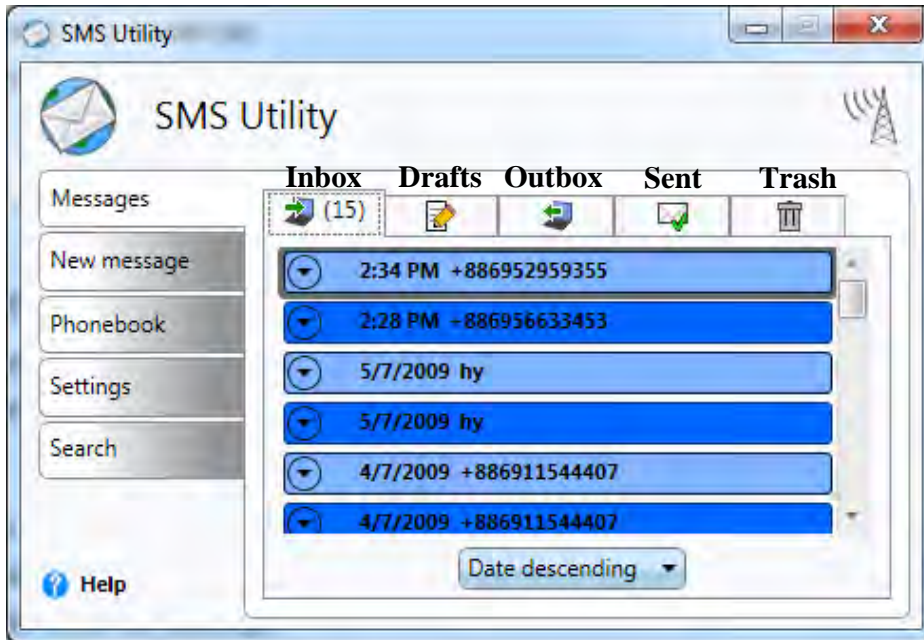 SMS Utility
SMS Utility
Inbox Drafts Outbox Sent Trash
Messages
(15)
New message
2:34 PM +886952959355
Phonebook
2:28 PM +886956633453
5/7/2009 hy
Settings
5/7/2009 hy
Search
4/7/2009 +886911544407
4/7/2009 +886911544407
Date descending
Help